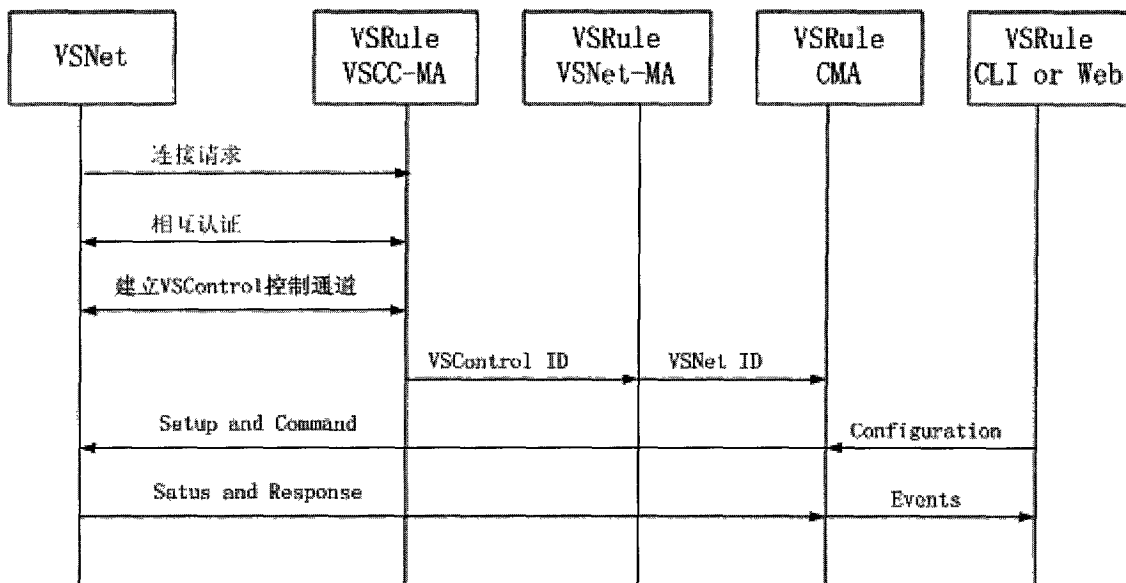 VSNet
VSRule
VSCC-MA
VSRule
VSNet-MA
VSRule
CMA
VSRule
CLI or Web
连接请求
相互认证
建立VSControl控制通道
VSControl ID
VSNet ID
Setup and Command
Configuration
Satus and Response
Events